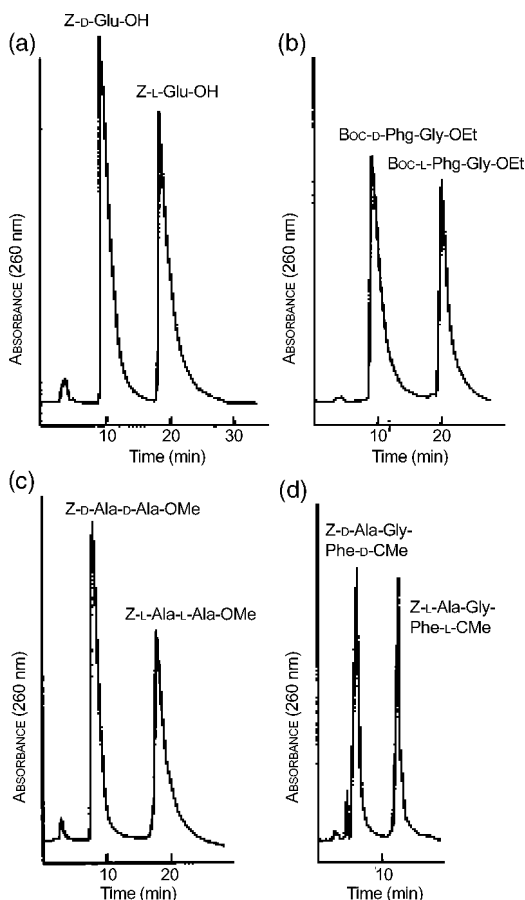 (a)
Z-D-Glu-OH
Z-L-Glu-OH
ABSORBANCE (260 nm)
10
20
30
Time (min)
(b)
BOC-D-Phg-Gly-OEt
BOC-L-Phg-Gly-OEt
ABSORBANCE (260 nm)
10
20
Time (min)
(c)
Z-D-Ala-D-Ala-OMe
Z-L-Ala-L-Ala-OMe
ABSORBANCE (260 nm)
10
20
Time (min)
(d)
Z-D-Ala-Gly-
Phe-D-CMe
Z-L-Ala-Gly-
Phe-L-CMe
ABSORBANCE (260 nm)
10
Time (min)